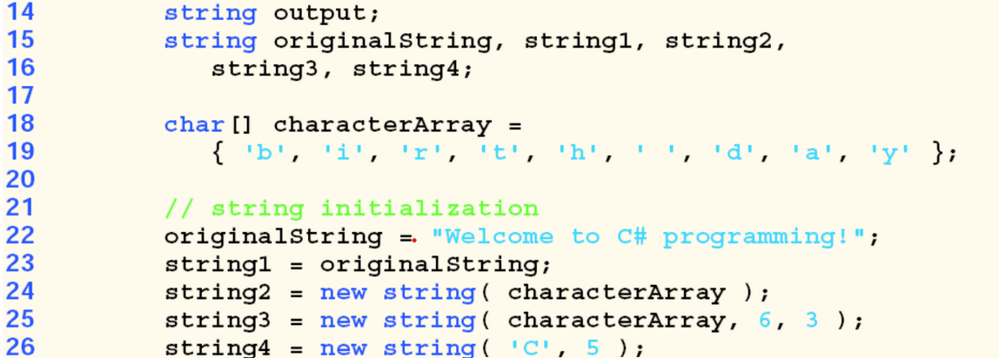 14 string output;
15 string originalString, string1, string2,
16 string3, string4;
17
18 char[] characterArray =
19 { 'b', 'i', 'r', 't', 'h', ' ', 'd', 'a', 'y' };
20
21 // string initialization
22 originalString = "Welcome to C# programming!";
23 string1 = originalString;
24 string2 = new string( characterArray );
25 string3 = new string( characterArray, 6, 3 );
26 string4 = new string( 'C', 5 );